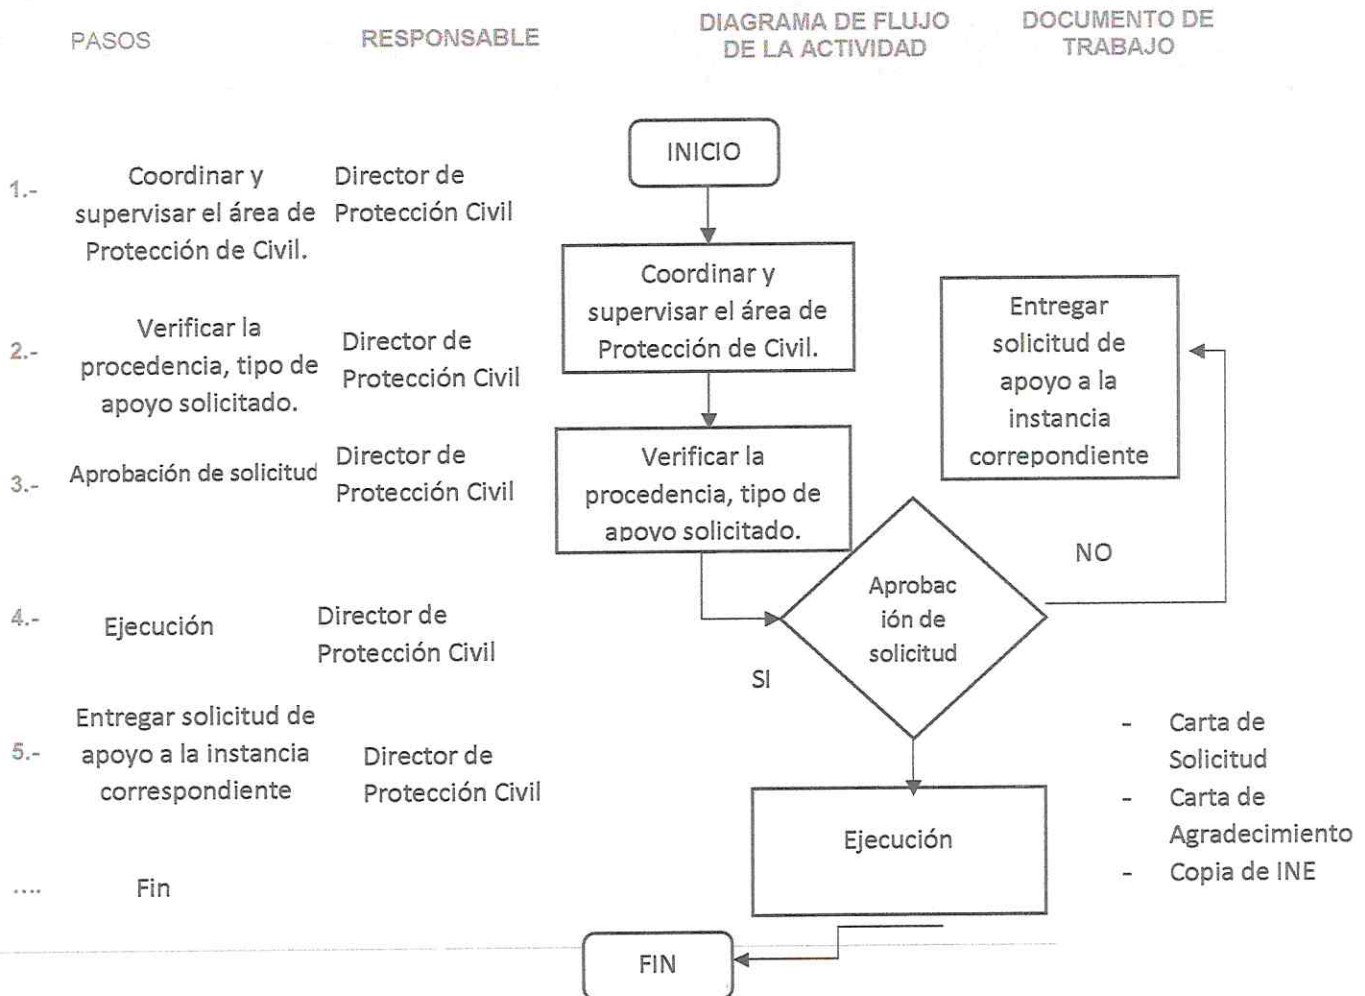 PASOS
RESPONSABLE
DIAGRAMA DE FLUJO
DE LA ACTIVIDAD
DOCUMENTO DE
TRABAJO
1.-
Coordinar y
supervisar el área de
Protección de Civil.
Director de
Protección Civil
2.-
Verificar la
procedencia, tipo de
apoyo solicitado.
Director de
Protección Civil
3.-
Aprobación de solicitud
Director de
Protección Civil
4.-
Ejecución
Director de
Protección Civil
5.-
Entregar solicitud de
apoyo a la instancia
correspondiente
Director de
Protección Civil
....
Fin
INICIO
Coordinar y
supervisar el área de
Protección de Civil.
Verificar la
procedencia, tipo de
apoyo solicitado.
Aprobac
ión de
solicitud
SI
NO
Entregar
solicitud de
apoyo a la
instancia
correpondiente
Ejecución
FIN
- Carta de
Solicitud
- Carta de
Agradecimiento
- Copia de INE